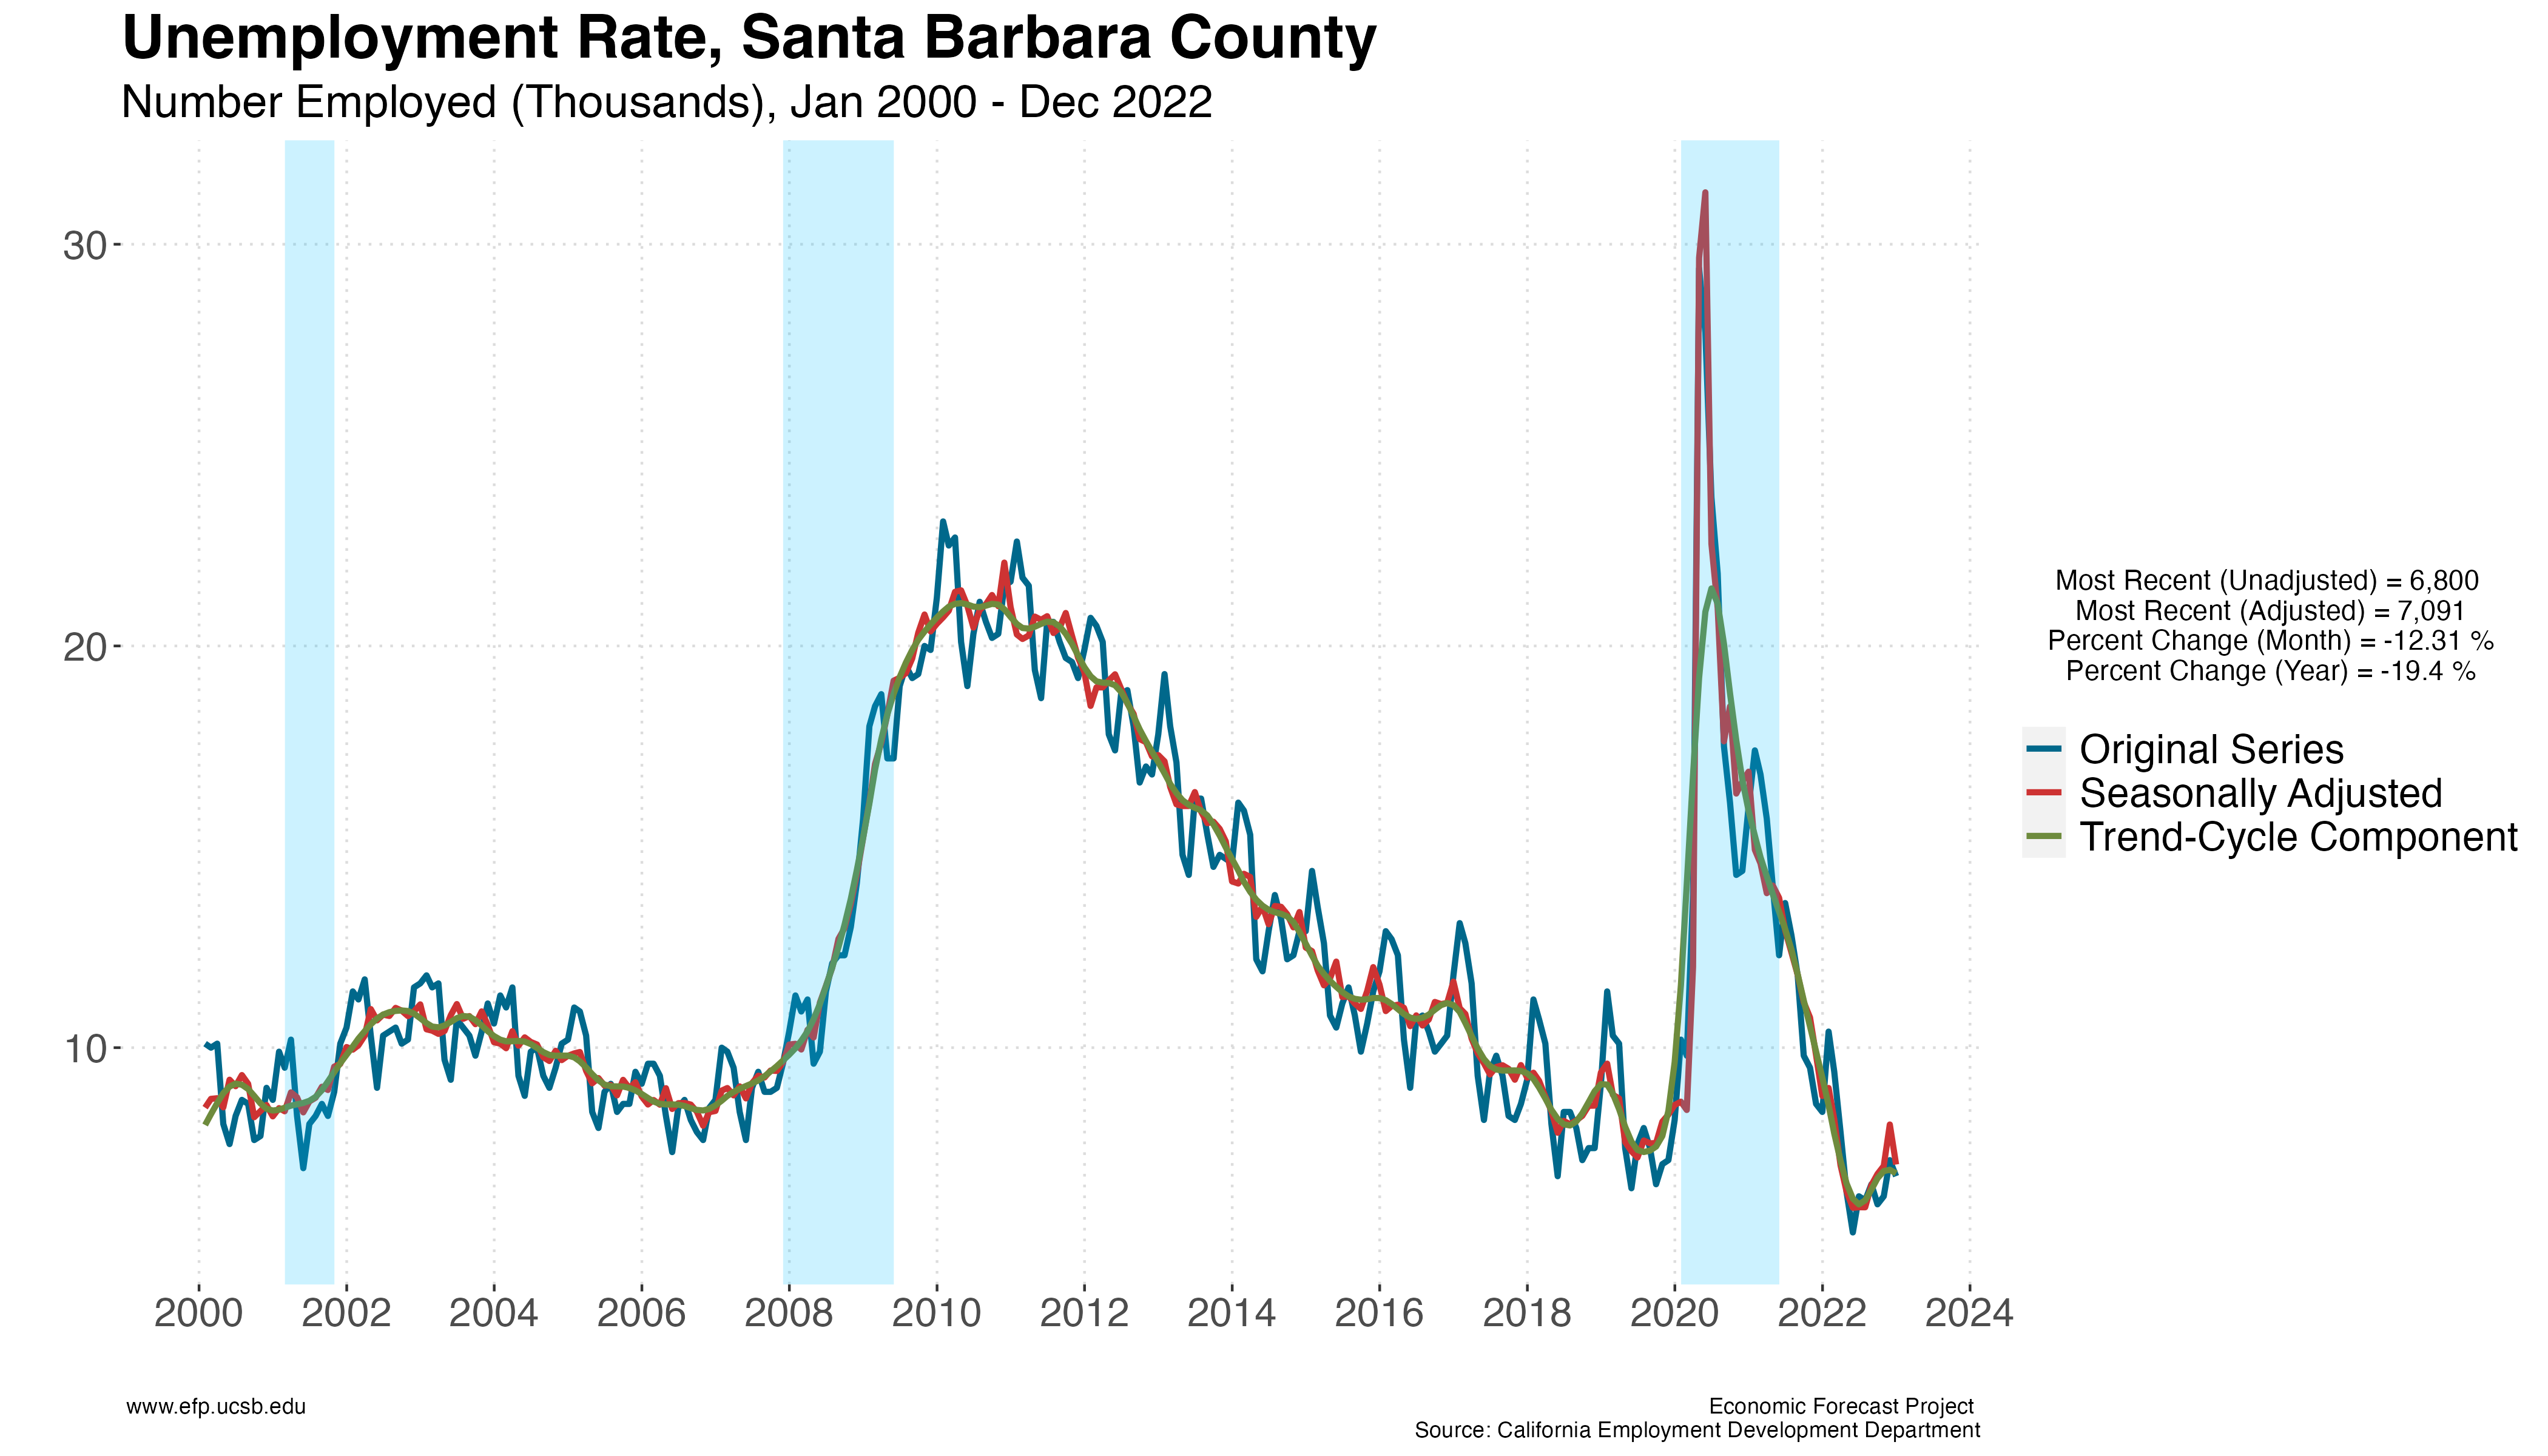 Unemployment Rate, Santa Barbara County
Number Employed (Thousands), Jan 2000 - Dec 2022
30
20
10
2000 2002 2004 2006 2008 2010 2012 2014 2016 2018 2020 2022 2024
Most Recent (Unadjusted) = 6,800
Most Recent (Adjusted) = 7,091
Percent Change (Month) = -12.31 %
Percent Change (Year) = -19.4 %
Original Series
Seasonally Adjusted
Trend-Cycle Component
www.efp.ucsb.edu
Economic Forecast Project
Source: California Employment Development Department